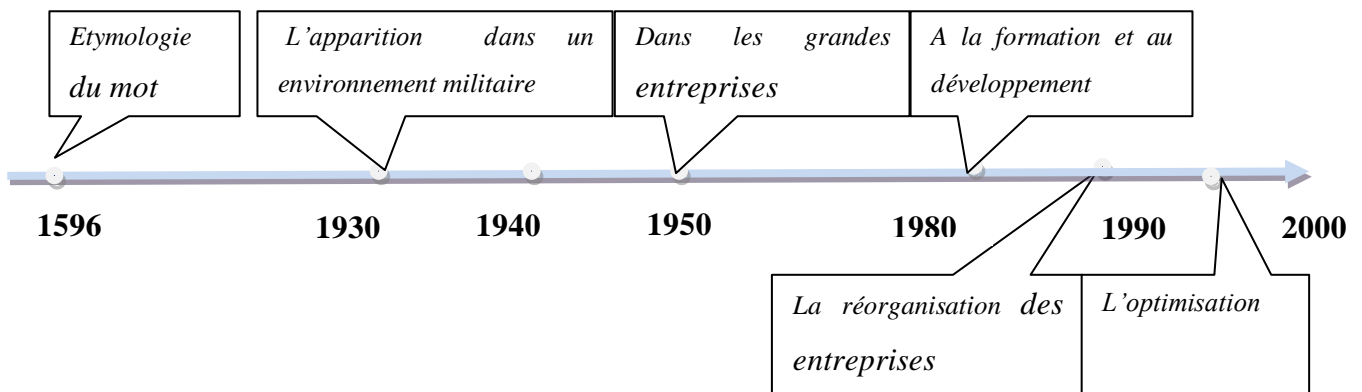 Etymologie
du mot
L’apparition dans un
environnement militaire
Dans les grandes
entreprises
A la formation et au
développement
1596
1930
1940
1950
1980
1990
2000
La réorganisation des
entreprises
L’optimisation